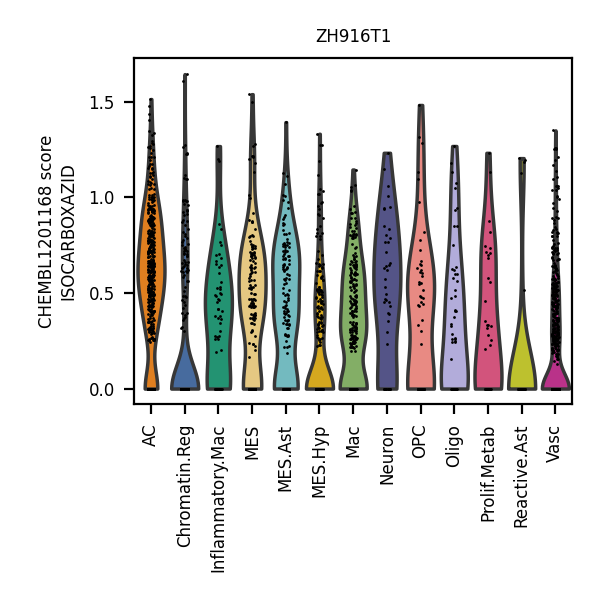 ZH916T1
CHEMBL1201168 score
ISOCARBOXAZID
1.5
1.0
0.5
0.0
AC
Chromatin.Reg
Inflammatory.Mac
MES
MES.Ast
MES.Hyp
Mac
Neuron
OPC
Oligo
Prolif.Metab
Reactive.Ast
Vasc